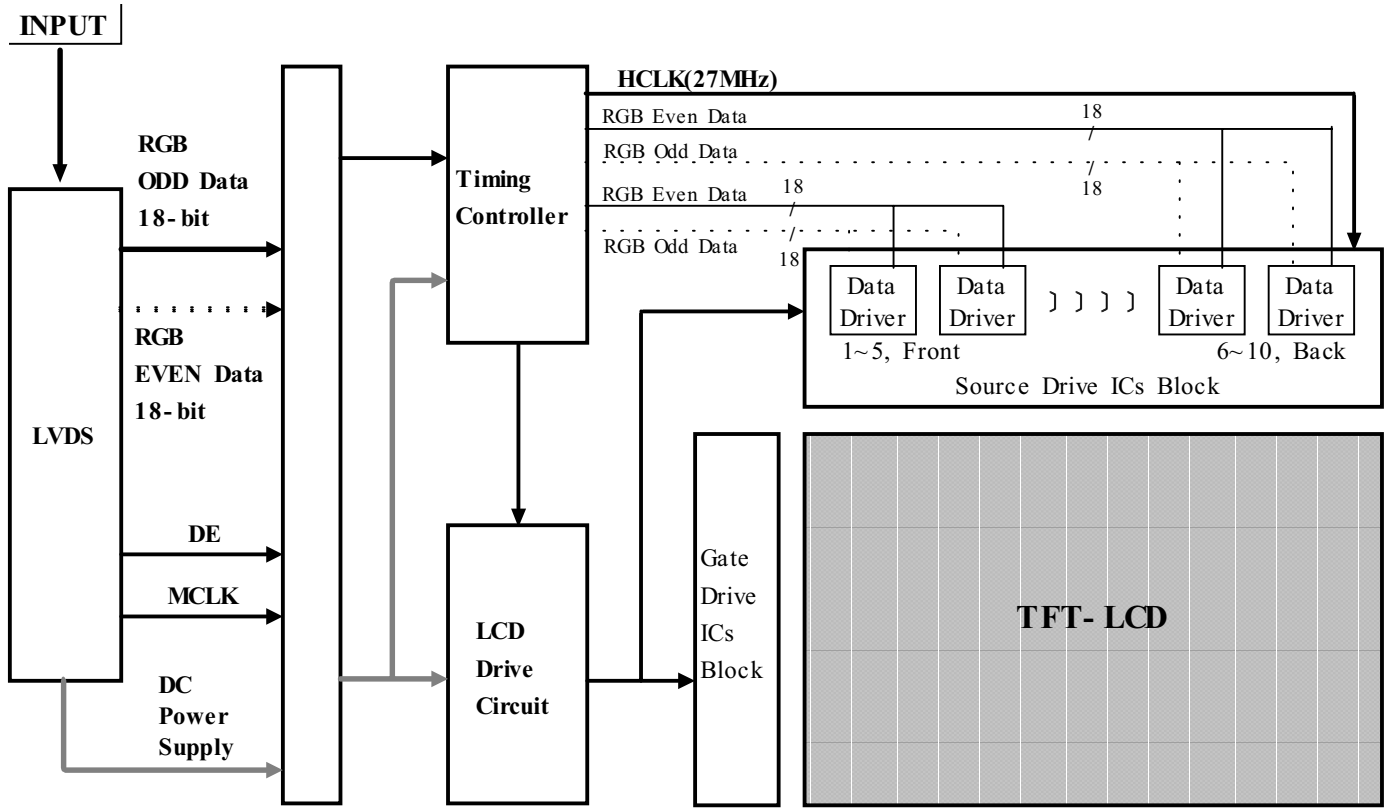 INPUT
RGB
ODD Data
18-bit
RGB
EVEN Data
18-bit
LVDS
DE
MCLK
DC
Power
Supply
Timing
Controller
LCD
Drive
Circuit
HCLK(27MHz)
RGB Even Data
18
RGB Odd Data
18
RGB Even Data
18
RGB Odd Data
18
Data
Driver
Data
Driver
Data
Driver
Data
Driver
1~5, Front
6~10, Back
Source Drive ICs Block
Gate
Drive
ICs
Block
TFT-LCD